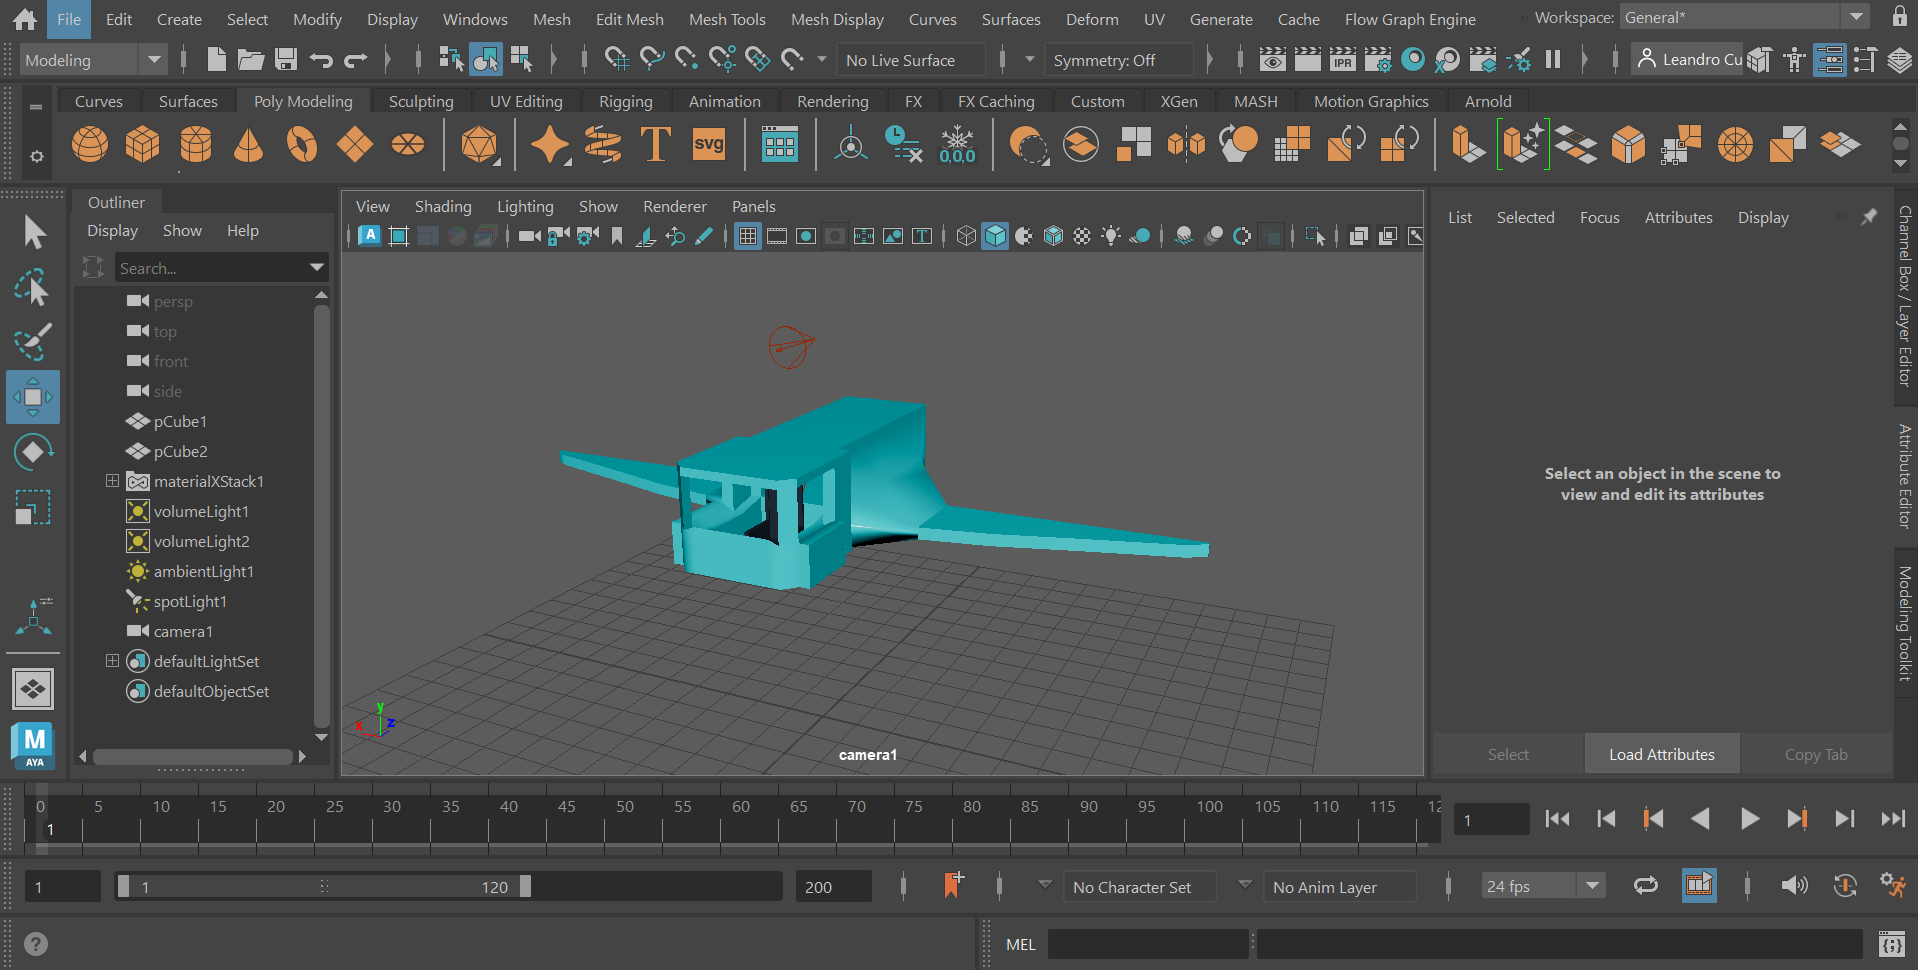 File Edit Create Select Modify Display Windows Mesh Edit Mesh Mesh Tools Mesh Display Curves Surfaces Deform UV Generate Cache Flow Graph Engine Workspace: General*
Modeling No Live Surface Symmetry: Off IPR Leandro Cu
Curves Surfaces Poly Modeling Sculpting UV Editing Rigging Animation Rendering FX FX Caching Custom XGen MASH Motion Graphics Arnold
T svg 0,0,0
Outliner
Display Show Help
Search...
persp
top
front
side
pCube1
pCube2
materialXStack1
volumeLight1
volumeLight2
ambientLight1
spotLight1
camera1
defaultLightSet
defaultObjectSet
M
AYA
View Shading Lighting Show Renderer Panels
A T
y
x z
camera1
List Selected Focus Attributes Display
Select an object in the scene to
view and edit its attributes
Select Load Attributes Copy Tab
Channel Box / Layer Editor
Attribute Editor
Modeling Toolkit
0 5 10 15 20 25 30 35 40 45 50 55 60 65 70 75 80 85 90 95 100 105 110 115 12
1
1
1 1 120 200 No Character Set No Anim Layer 24 fps
? MEL